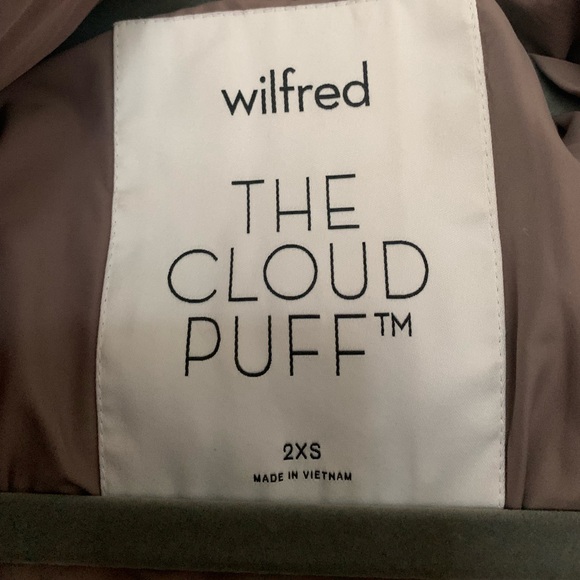 wilfred
THE
CLOUD
PUFF™
2XS
MADE IN VIETNAM